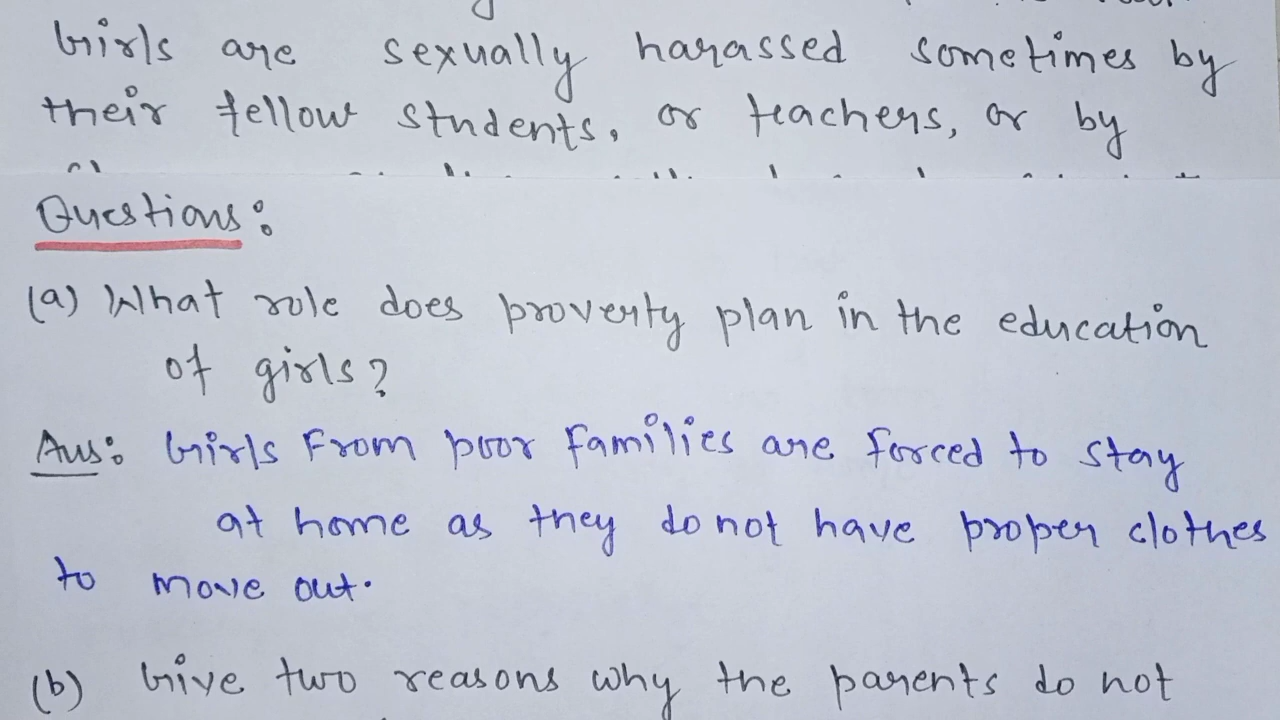 Girls are sexually harassed sometimes by
their fellow students, or teachers, or by
Questions:
(a) What role does proverty plan in the education
of girls?
Ans: Girls From poor families are forced to stay
at home as they do not have proper clothes
to move out.
(b) Give two reasons why the parents do not